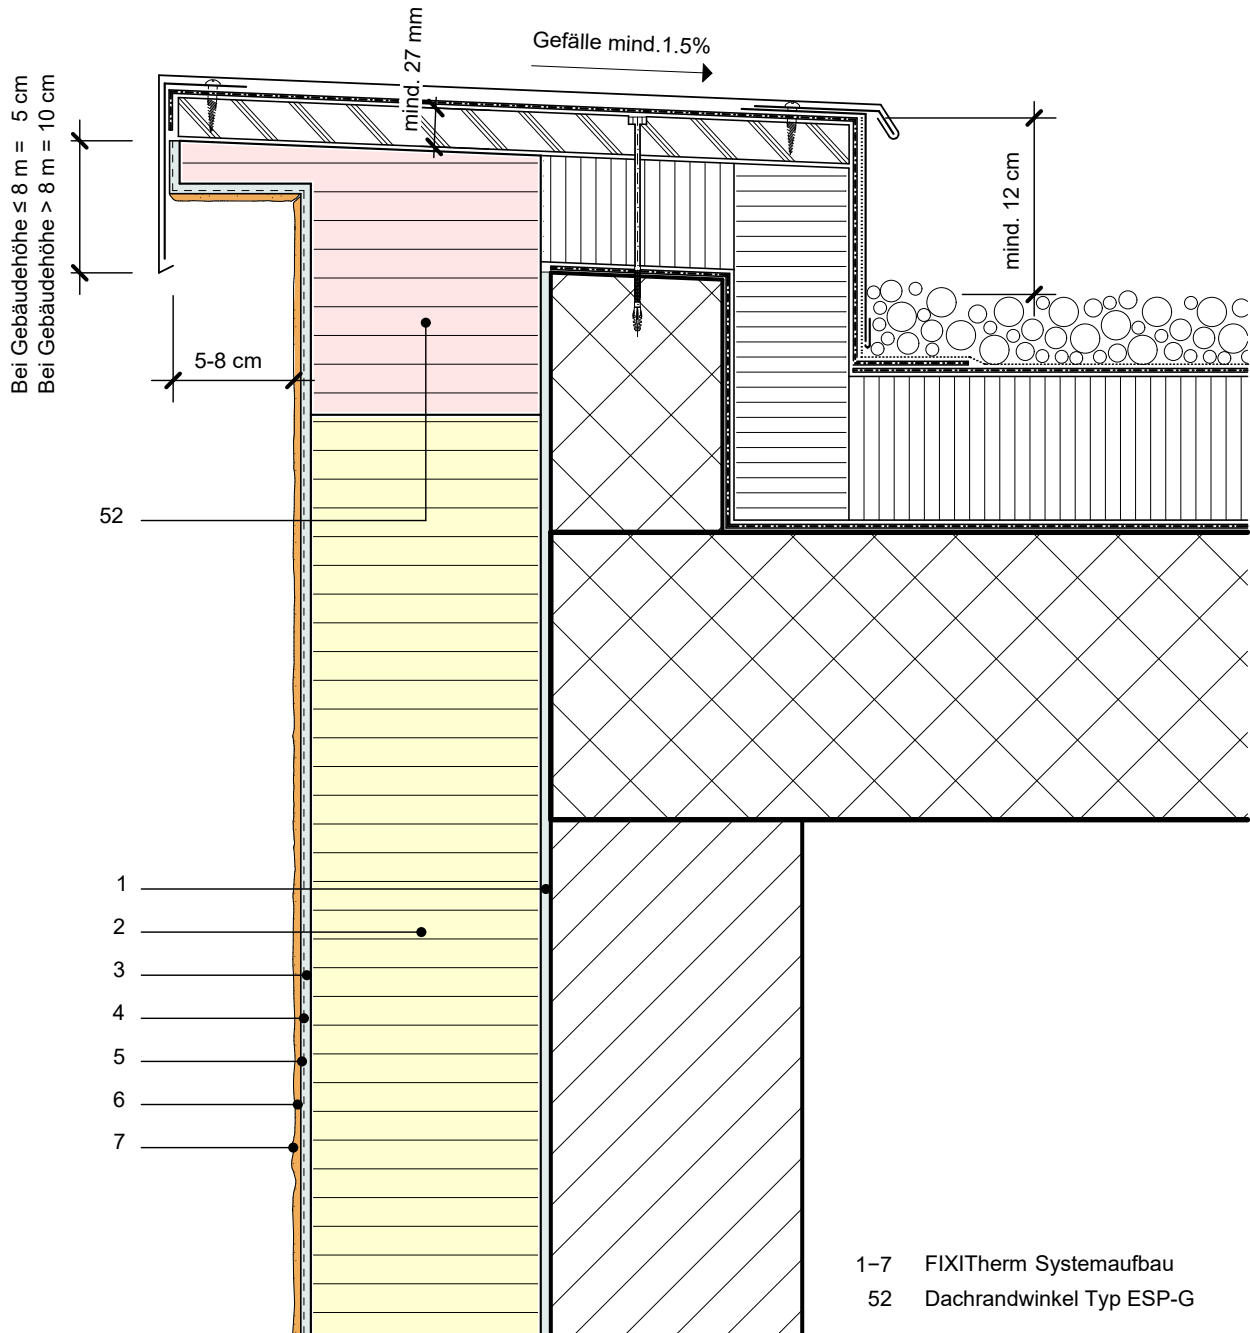 mind. 27 mm
Gefälle mind.1.5%
Bei Gebäudehöhe ≤ 8 m = 5 cm
Bei Gebäudehöhe > 8 m = 10 cm
mind. 12 cm
5-8 cm
52
1
2
3
4
5
6
7
1–7 FIXITherm Systemaufbau
52 Dachrandwinkel Typ ESP-G